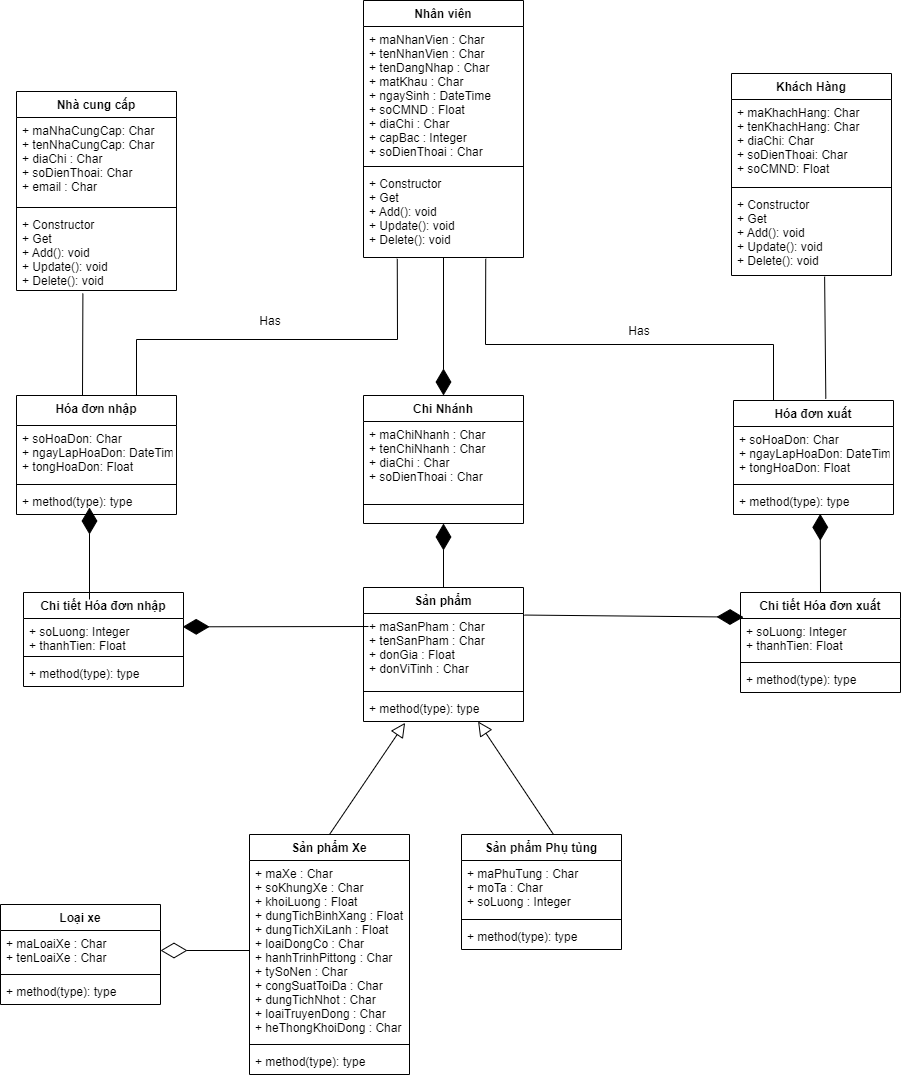 Nhân viên
+ maNhanVien : Char
+ tenNhanVien : Char
+ tenDangNhap : Char
+ matKhau : Char
+ ngaySinh : DateTime
+ soCMND : Float
+ diaChi : Char
+ capBac : Integer
+ soDienThoai : Char
+ Constructor
+ Get
+ Add(): void
+ Update(): void
+ Delete(): void
Nhà cung cấp
+ maNhaCungCap: Char
+ tenNhaCungCap: Char
+ diaChi : Char
+ soDienThoai: Char
+ email : Char
+ Constructor
+ Get
+ Add(): void
+ Update(): void
+ Delete(): void
Khách Hàng
+ maKhachHang: Char
+ tenKhachHang: Char
+ diaChi: Char
+ soDienThoai: Char
+ soCMND: Float
+ Constructor
+ Get
+ Add(): void
+ Update(): void
+ Delete(): void
Has
Has
Hóa đơn nhập
+ soHoaDon: Char
+ ngayLapHoaDon: DateTim
+ tongHoaDon: Float
+ method(type): type
Chi Nhánh
+ maChiNhanh : Char
+ tenChiNhanh : Char
+ diaChi : Char
+ soDienThoai : Char
Hóa đơn xuất
+ soHoaDon: Char
+ ngayLapHoaDon: DateTim
+ tongHoaDon: Float
+ method(type): type
Chi tiết Hóa đơn nhập
+ soLuong: Integer
+ thanhTien: Float
+ method(type): type
Sản phẩm
+ maSanPham : Char
+ tenSanPham : Char
+ donGia : Float
+ donViTinh : Char
+ method(type): type
Chi tiết Hóa đơn xuất
+ soLuong: Integer
+ thanhTien: Float
+ method(type): type
Sản phẩm Xe
+ maXe : Char
+ soKhungXe : Char
+ khoiLuong : Float
+ dungTichBinhXang : Float
+ dungTichXiLanh : Float
+ loaiDongCo : Char
+ hanhTrinhPittong : Char
+ tySoNen : Char
+ congSuatToiDa : Char
+ dungTichNhot : Char
+ loaiTruyenDong : Char
+ heThongKhoiDong : Char
+ method(type): type
Sản phẩm Phụ tùng
+ maPhuTung : Char
+ moTa : Char
+ soLuong : Integer
+ method(type): type
Loại xe
+ maLoaiXe : Char
+ tenLoaiXe : Char
+ method(type): type